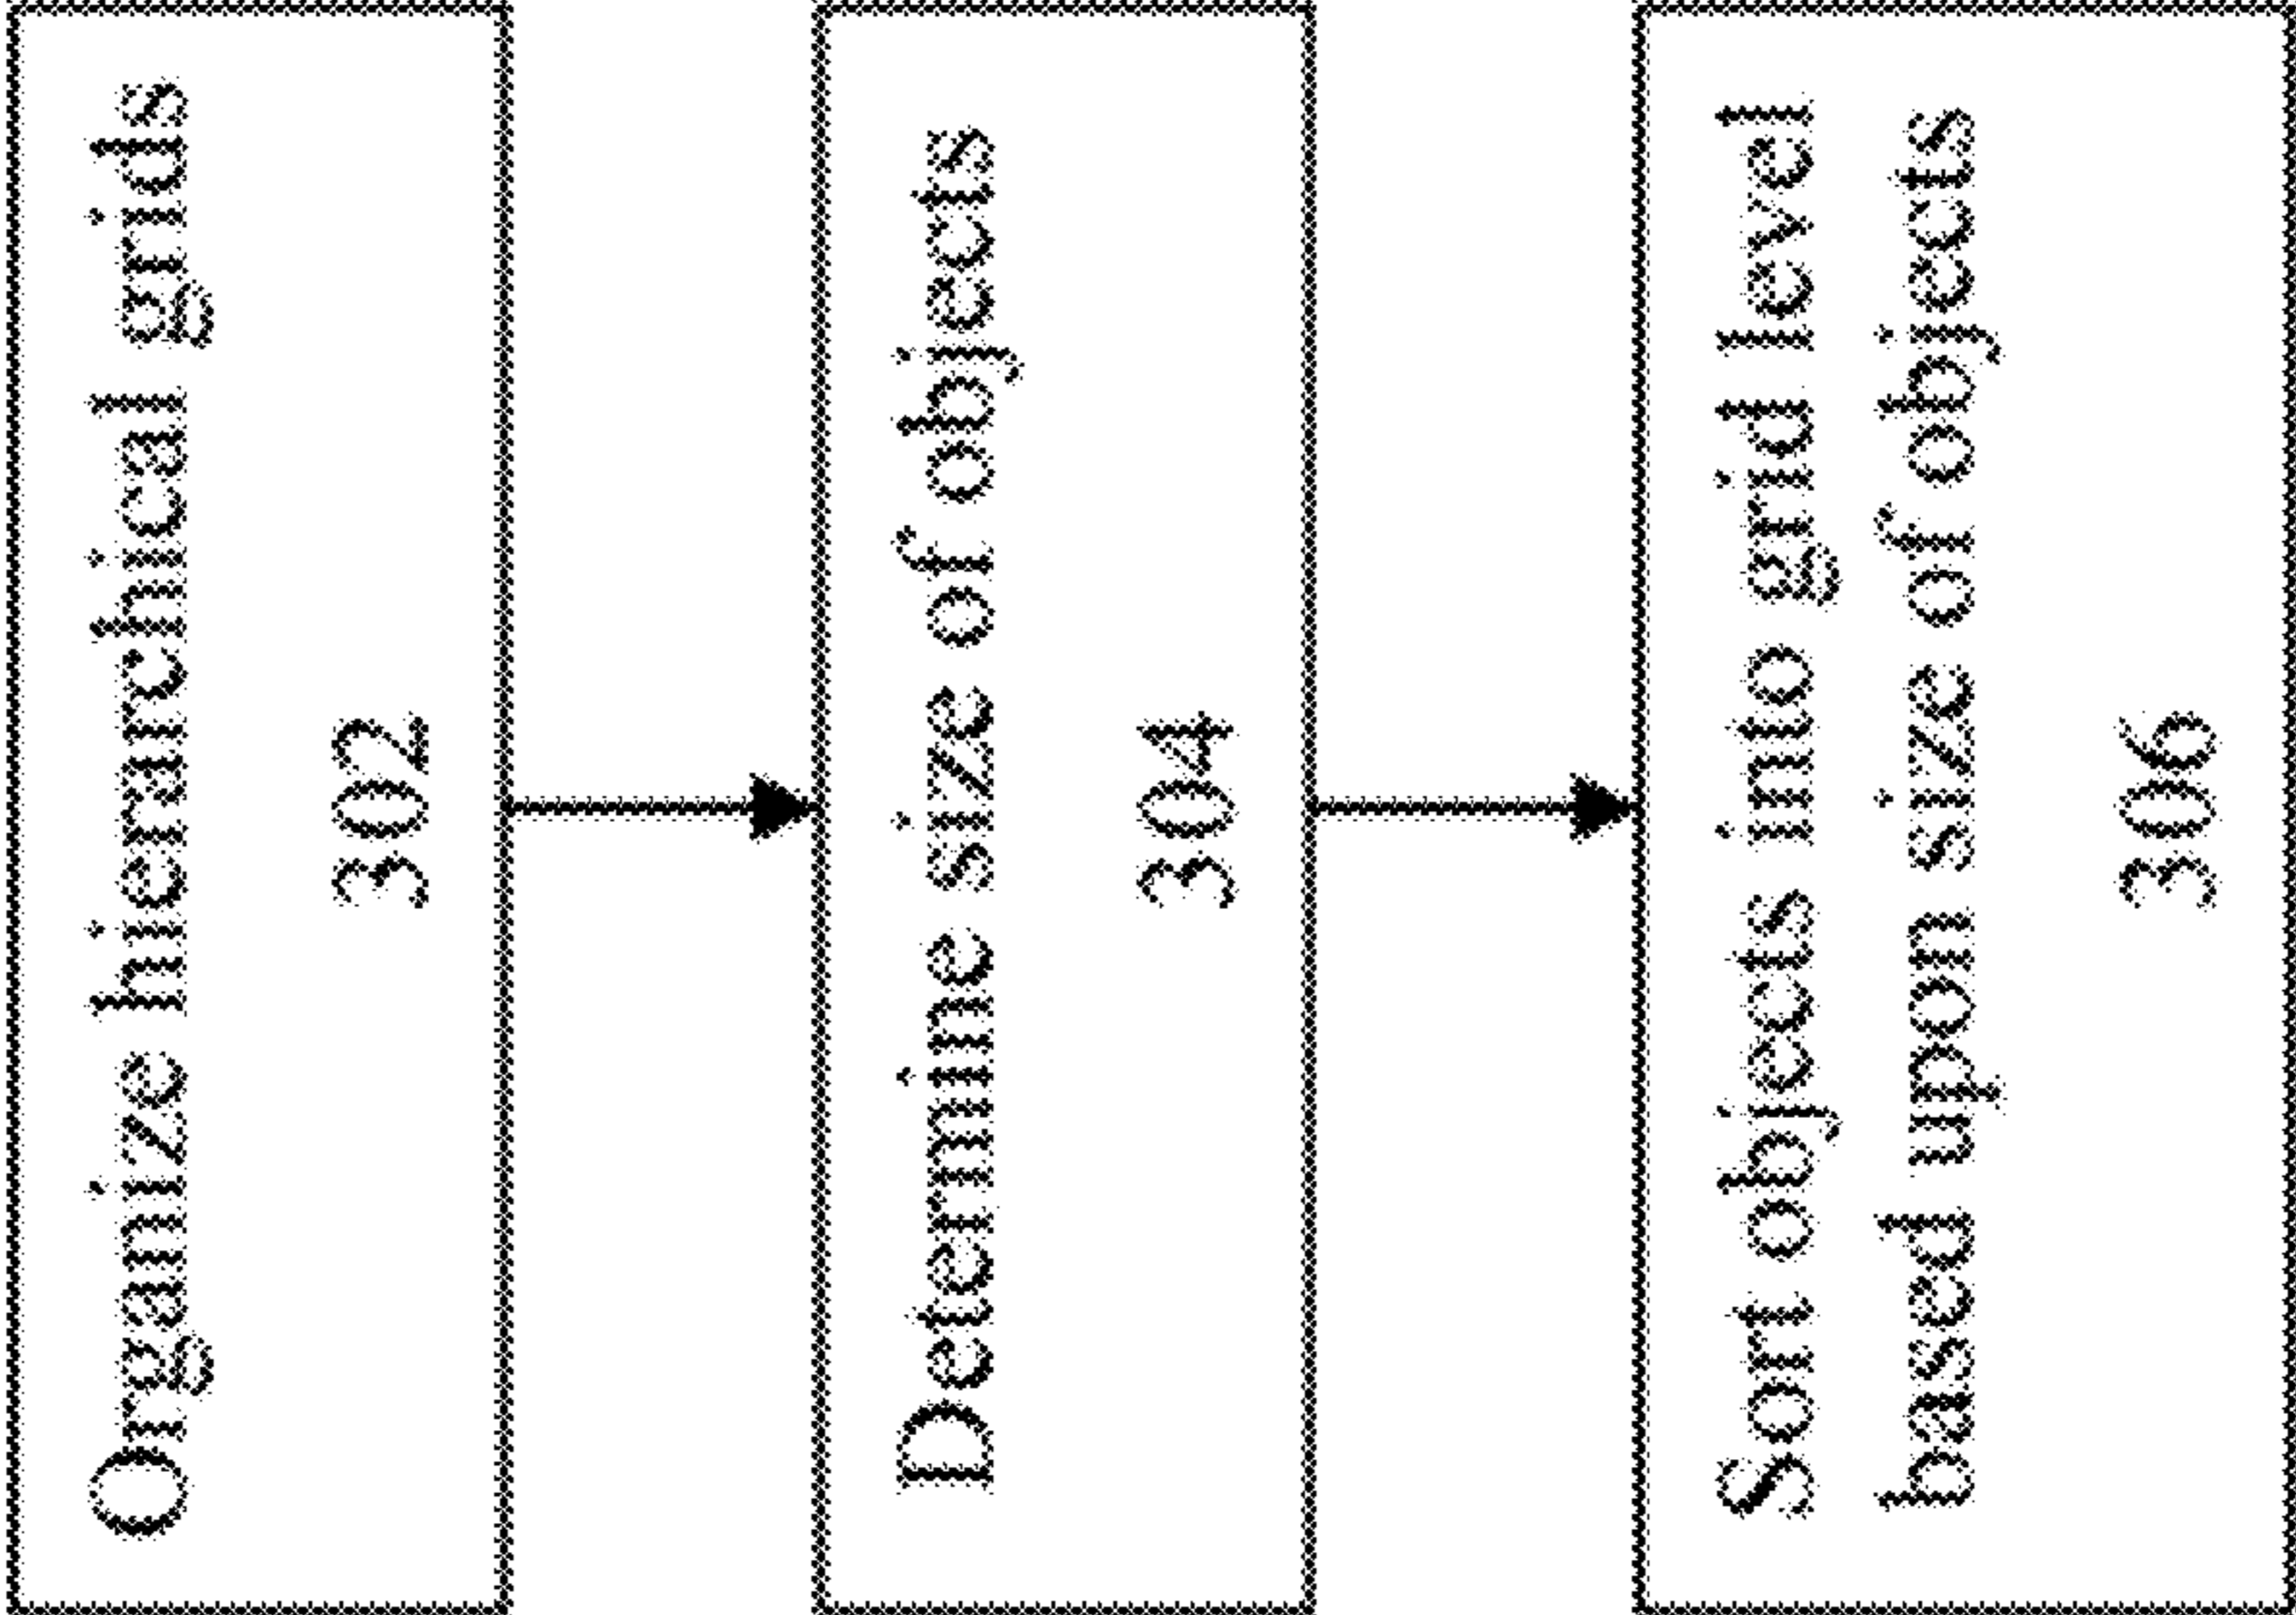 Organize hierarchical grids
302
Determine size of objects
304
Sort objects into grid level
based upon size of objects
306